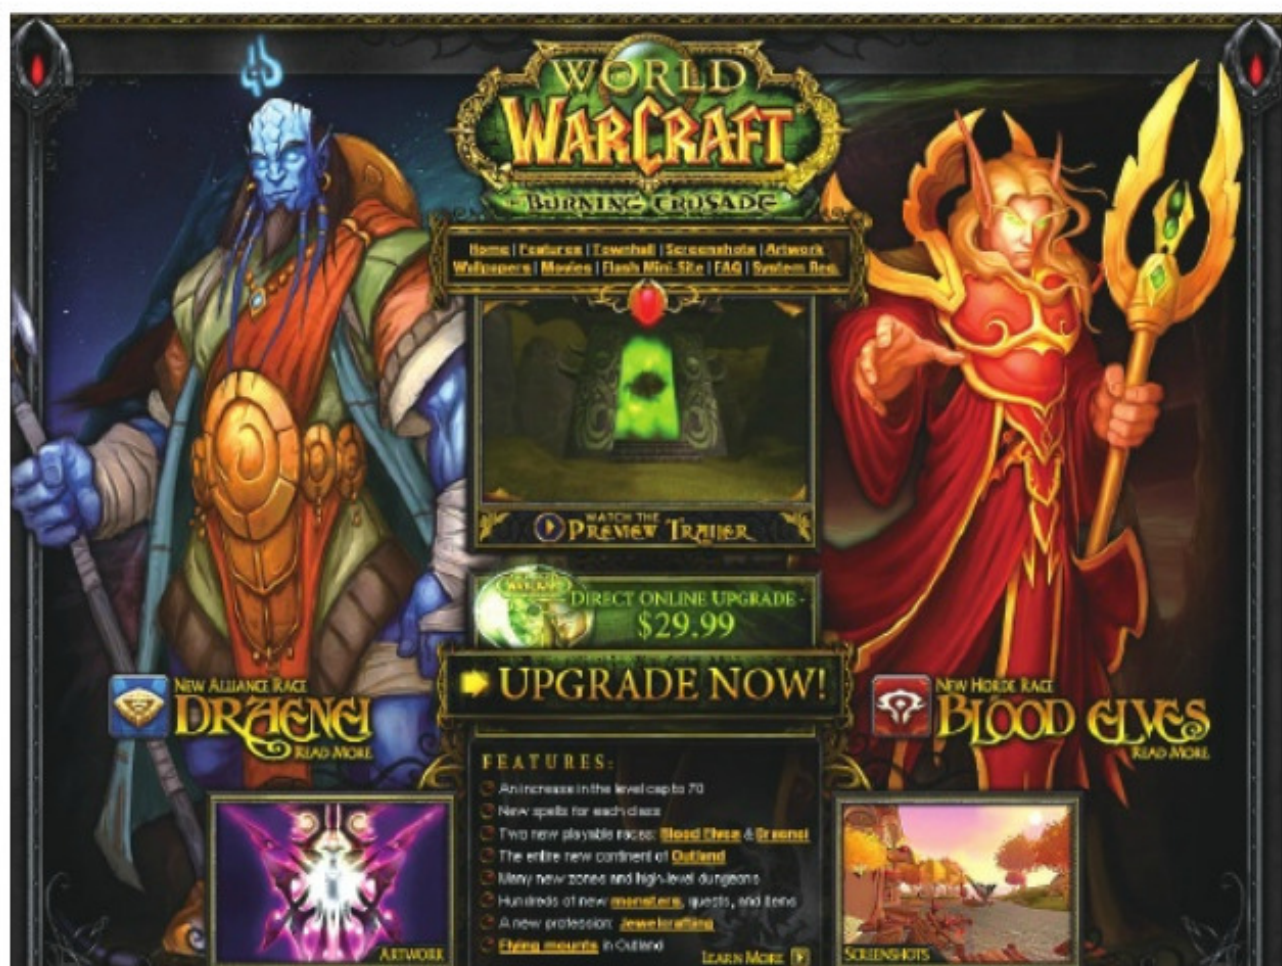 WORLD
WARCRAFT
BURNING CRUSADE
Home | Features | Townhall | Screenshots | Artwork
Wallpapers | Movies | Flash Mini-Site | FAQ | System Req.
WATCH THE
PREVIEW TRAILER
WARCRAFT
DIRECT ONLINE UPGRADE -
$29.99
UPGRADE NOW!
NEW ALLIANCE RACE
DRAENEI
READ MORE
NEW HORDE RACE
BLOOD ELVES
READ MORE
FEATURES:
An increase in the level cap to 70
New spells for each class
Two new playable races: Blood Elves & Draenei
The entire new continent of Outland
Many new zones and high-level dungeons
Hundreds of new monsters, quests, and items
A new profession: Jewelcrafting
Flying mounts in Outland
LEARN MORE
ARTWORK
SCREENSHOTS